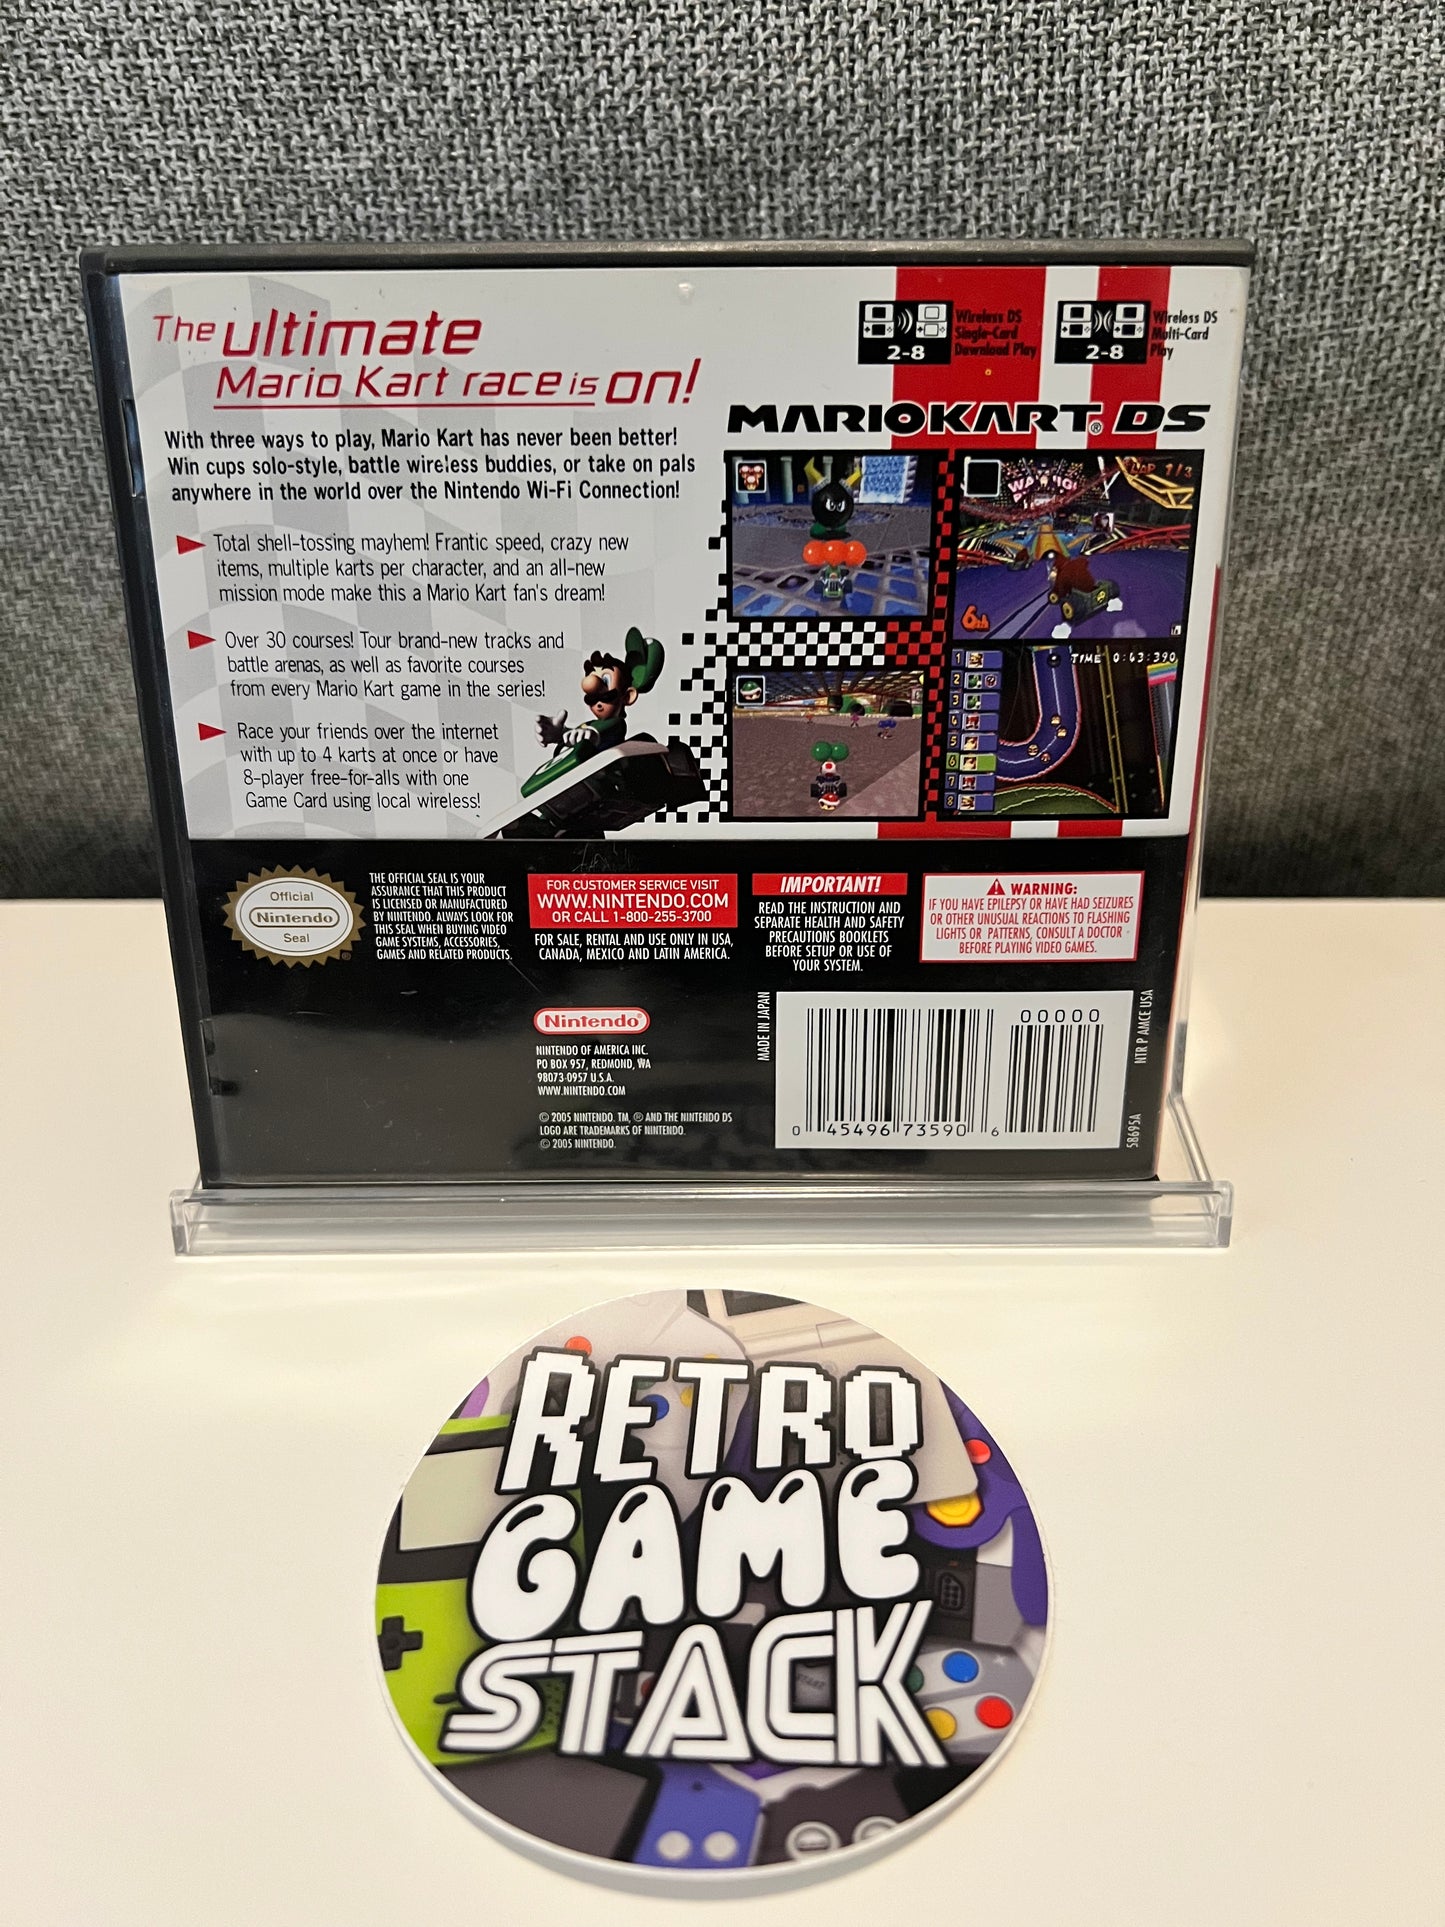 The ultimate
Mario Kart race is on!
With three ways to play, Mario Kart has never been better!
Win cups solo-style, battle wireless buddies, or take on pals
anywhere in the world over the Nintendo Wi-Fi Connection!
Total shell-tossing mayhem! Frantic speed, crazy new
items, multiple karts per character, and an all-new
mission mode make this a Mario Kart fan's dream!
Over 30 courses! Tour brand-new tracks and
battle arenas, as well as favorite courses
from every Mario Kart game in the series!
Race your friends over the internet
with up to 4 karts at once or have
8-player free-for-alls with one
Game Card using local wireless!
2-8
Wireless DS
Single-Card
Download Play
2-8
Wireless DS
Multi-Card
Play
MARIOKART® DS
LAP 1/3
6th
TIME 0:43:390
1
2
3
4
5
6
7
8
Official
Nintendo
Seal
®
THE OFFICIAL SEAL IS YOUR
ASSURANCE THAT THIS PRODUCT
IS LICENSED OR MANUFACTURED
BY NINTENDO. ALWAYS LOOK FOR
THIS SEAL WHEN BUYING VIDEO
GAME SYSTEMS, ACCESSORIES,
GAMES AND RELATED PRODUCTS.
FOR CUSTOMER SERVICE VISIT
WWW.NINTENDO.COM
OR CALL 1-800-255-3700
FOR SALE, RENTAL AND USE ONLY IN USA,
CANADA, MEXICO AND LATIN AMERICA.
IMPORTANT!
READ THE INSTRUCTION AND
SEPARATE HEALTH AND SAFETY
PRECAUTIONS BOOKLETS
BEFORE SETUP OR USE OF
YOUR SYSTEM.
WARNING:
IF YOU HAVE EPILEPSY OR HAVE HAD SEIZURES
OR OTHER UNUSUAL REACTIONS TO FLASHING
LIGHTS OR PATTERNS, CONSULT A DOCTOR
BEFORE PLAYING VIDEO GAMES.
Nintendo®
NINTENDO OF AMERICA INC.
PO BOX 957, REDMOND, WA
98073-0957 U.S.A.
WWW.NINTENDO.COM
© 2005 NINTENDO. TM, ® AND THE NINTENDO DS
LOGO ARE TRADEMARKS OF NINTENDO.
© 2005 NINTENDO.
MADE IN JAPAN
00000
0 45496 73590 6
NTR P AMCE USA
58695A
RETRO
GAME
STACK